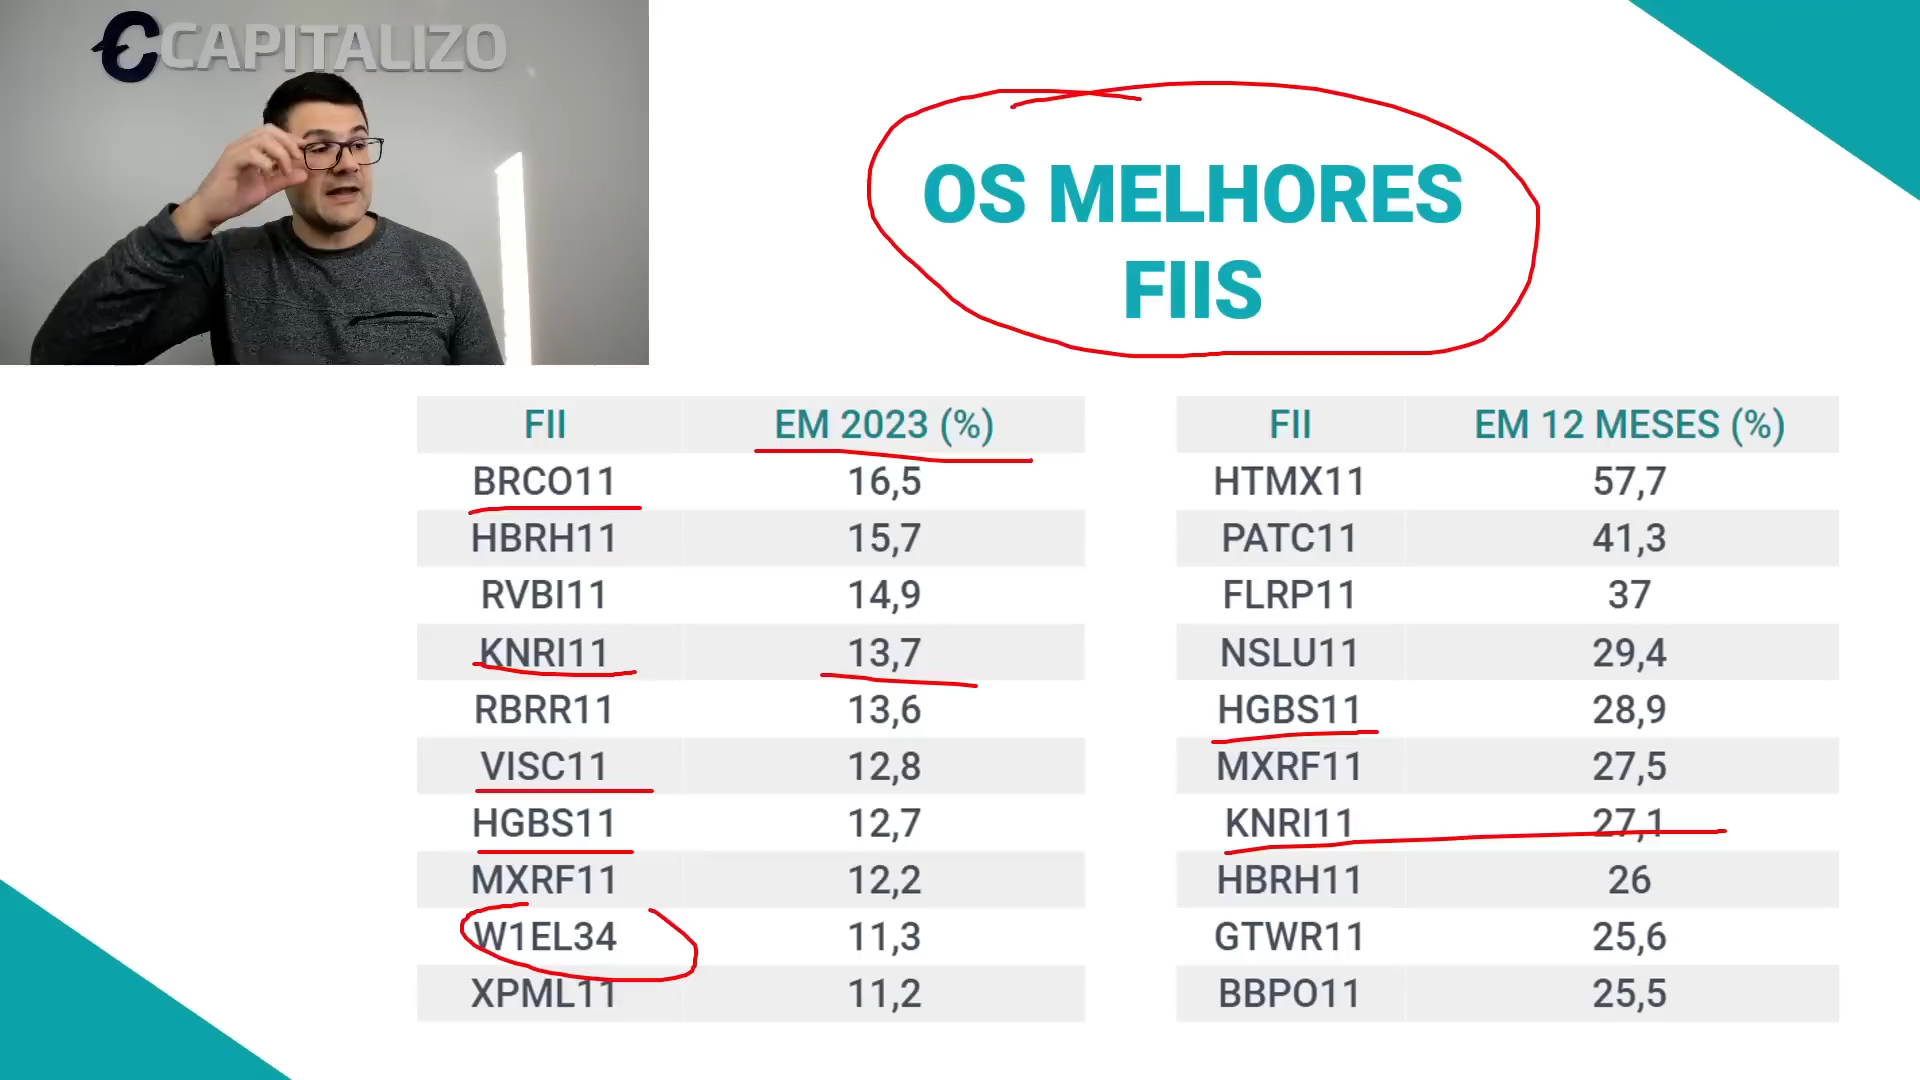 CAPITALIZO
OS MELHORES
FIIS
FII EM 2023 (%)
BRCO11 16,5
HBRH11 15,7
RVBI11 14,9
KNRI11 13,7
RBRR11 13,6
VISC11 12,8
HGBS11 12,7
MXRF11 12,2
W1EL34 11,3
XPML11 11,2
FII EM 12 MESES (%)
HTMX11 57,7
PATC11 41,3
FLRP11 37
NSLU11 29,4
HGBS11 28,9
MXRF11 27,5
KNRI11 27,1
HBRH11 26
GTWR11 25,6
BBPO11 25,5